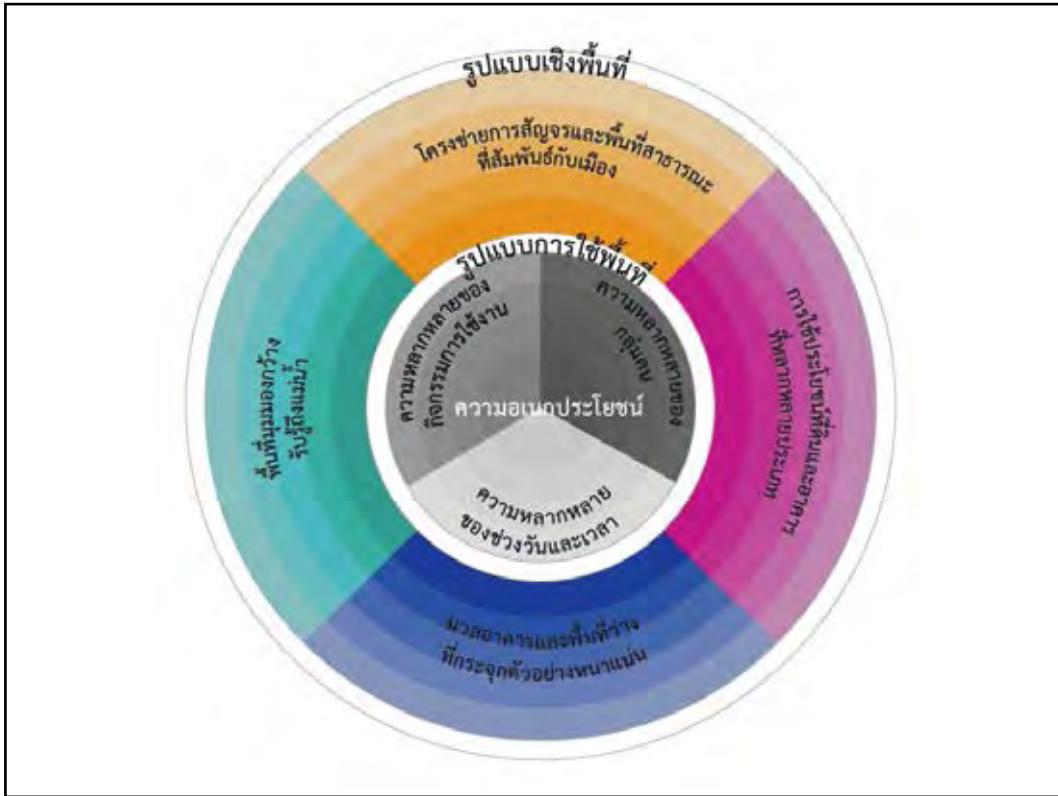 รูปแบบเชิงพื้นที่
โครงข่ายการสัญจรและพื้นที่สาธารณะ
ที่สัมพันธ์กับเมือง
รูปแบบการใช้พื้นที่
ความหลากหลายของ
กิจกรรมการใช้งาน
ความหลากหลายของ
กลุ่มคน
ความอเนกประโยชน์
ความหลากหลาย
ของช่วงวันและเวลา
พื้นที่มุมมองกว้าง
รับรู้ถึงแม่น้ำ
การใช้ประโยชน์ที่ดินและอาคาร
ที่หลากหลายประเภท
มวลอาคารและพื้นที่ว่าง
ที่กระจุกตัวอย่างหนาแน่น